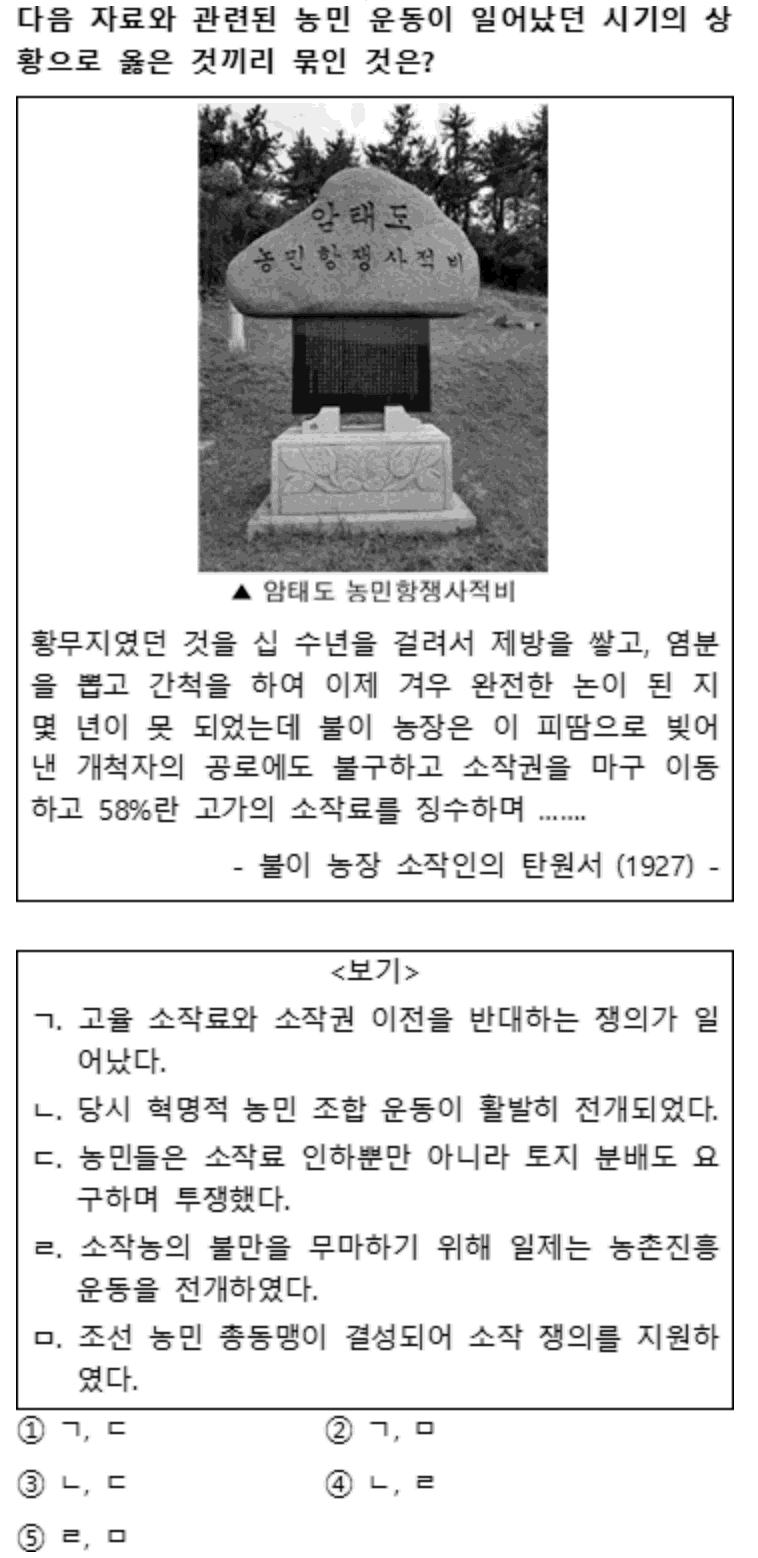 다음 자료와 관련된 농민 운동이 일어났던 시기의 상
황으로 옳은 것끼리 묶인 것은?
암태도
농민항쟁사적비
▲ 암태도 농민항쟁사적비
황무지였던 것을 십 수년을 걸려서 제방을 쌓고, 염분
을 뽑고 간척을 하여 이제 겨우 완전한 논이 된 지
몇 년이 못 되었는데 불이 농장은 이 피땀으로 빚어
낸 개척자의 공로에도 불구하고 소작권을 마구 이동
하고 58%란 고가의 소작료를 징수하며 …….
- 불이 농장 소작인의 탄원서 (1927) -
<보기>
ㄱ. 고율 소작료와 소작권 이전을 반대하는 쟁의가 일
어났다.
ㄴ. 당시 혁명적 농민 조합 운동이 활발히 전개되었다.
ㄷ. 농민들은 소작료 인하뿐만 아니라 토지 분배도 요
구하며 투쟁했다.
ㄹ. 소작농의 불만을 무마하기 위해 일제는 농촌진흥
운동을 전개하였다.
ㅁ. 조선 농민 총동맹이 결성되어 소작 쟁의를 지원하
였다.
① ㄱ, ㄷ ② ㄱ, ㅁ
③ ㄴ, ㄷ ④ ㄴ, ㄹ
⑤ ㄹ, ㅁ